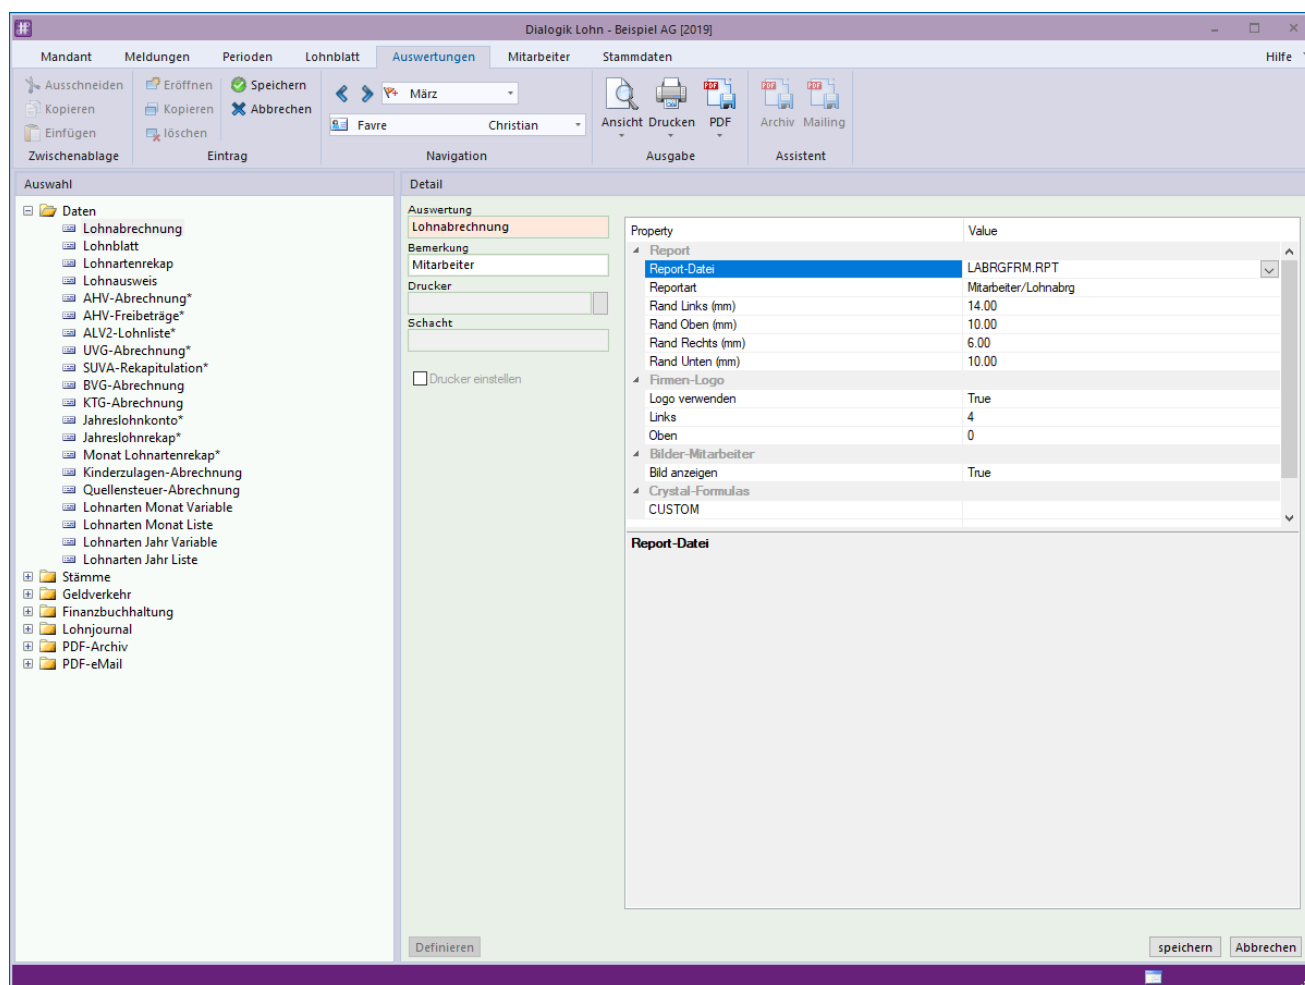 Dialogik Lohn - Beispiel AG [2019]
Mandant Meldungen Perioden Lohnblatt Auswertungen Mitarbeiter Stammdaten Hilfe
Ausschneiden Eröffnen Speichern
Kopieren Kopieren Abbrechen
Einfügen löschen
März
Favre Christian
Ansicht Drucken PDF Archiv Mailing
Zwischenablage Eintrag Navigation Ausgabe Assistent
Auswahl
Daten
Lohnabrechnung
Lohnblatt
Lohnartenrekap
Lohnausweis
AHV-Abrechnung*
AHV-Freibeträge*
ALV2-Lohnliste*
UVG-Abrechnung*
SUVA-Rekapitulation*
BVG-Abrechnung
KTG-Abrechnung
Jahreslohnkonto*
Jahreslohnrekap*
Monat Lohnartenrekap*
Kinderzulagen-Abrechnung
Quellensteuer-Abrechnung
Lohnarten Monat Variable
Lohnarten Monat Liste
Lohnarten Jahr Variable
Lohnarten Jahr Liste
Stämme
Geldverkehr
Finanzbuchhaltung
Lohnjournal
PDF-Archiv
PDF-eMail
Detail
Auswertung
Lohnabrechnung
Bemerkung
Mitarbeiter
Drucker
Schacht
Drucker einstellen
Property Value
Report
Report-Datei LABRGFRM.RPT
Reportart Mitarbeiter/Lohnabrg
Rand Links (mm) 14.00
Rand Oben (mm) 10.00
Rand Rechts (mm) 6.00
Rand Unten (mm) 10.00
Firmen-Logo
Logo verwenden True
Links 4
Oben 0
Bilder-Mitarbeiter
Bild anzeigen True
Crystal-Formulas
CUSTOM
Report-Datei
Definieren speichern Abbrechen